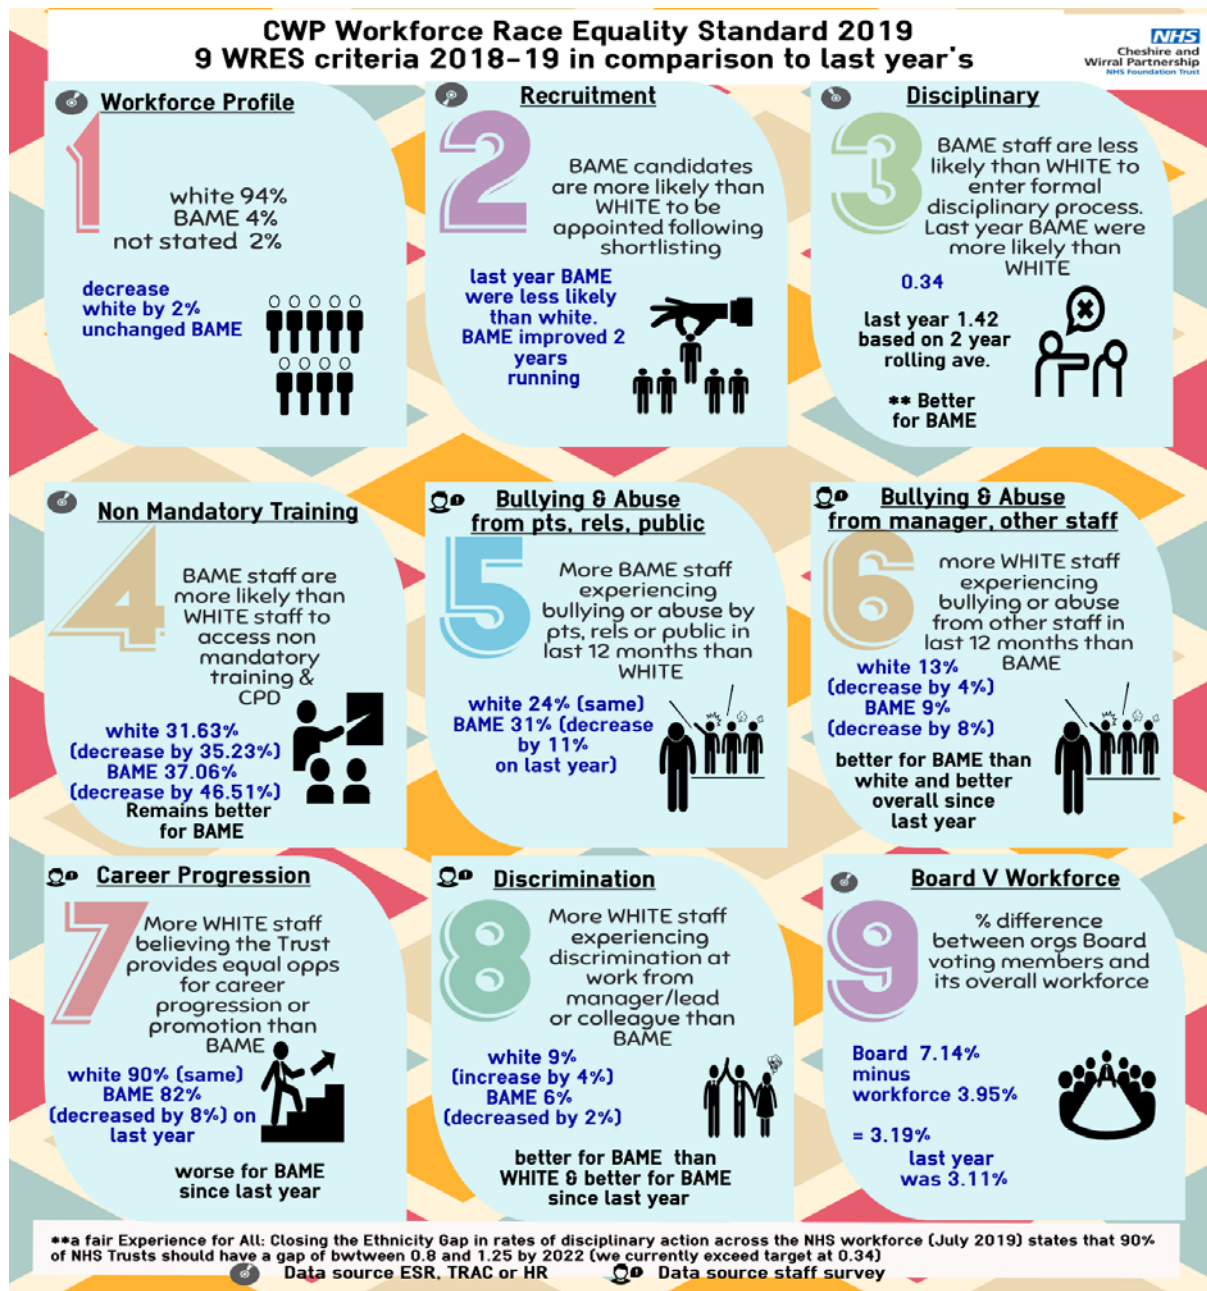 CWP Workforce Race Equality Standard 2019
9 WRES criteria 2018-19 in comparison to last year's
NHS
Cheshire and
Wirral Partnership
NHS Foundation Trust
Workforce Profile
1
white 94%
BAME 4%
not stated 2%
decrease
white by 2%
unchanged BAME
Recruitment
2
BAME candidates
are more likely than
WHITE to be
appointed following
shortlisting
last year BAME
were less likely
than white.
BAME improved 2
years
running
Disciplinary
3
BAME staff are less
likely than WHITE to
enter formal
disciplinary process.
Last year BAME were
more likely than
WHITE
0.34
last year 1.42
based on 2 year
rolling ave.
** Better
for BAME
Non Mandatory Training
4
BAME staff are
more likely than
WHITE staff to
access non
mandatory
training &
CPD
white 31.63%
(decrease by 35.23%)
BAME 37.06%
(decrease by 46.51%)
Remains better
for BAME
Bullying & Abuse
from pts, rels, public
5
More BAME staff
experiencing
bullying or abuse by
pts, rels or public in
last 12 months than
WHITE
white 24% (same)
BAME 31% (decrease
by 11%
on last year)
Bullying & Abuse
from manager, other staff
6
more WHITE staff
experiencing
bullying or abuse
from other staff in
last 12 months than
BAME
white 13%
(decrease by 4%)
BAME 9%
(decrease by 8%)
better for BAME than
white and better
overall since
last year
Career Progression
7
More WHITE staff
believing the Trust
provides equal opps
for career
progression or
promotion than
BAME
white 90% (same)
BAME 82%
(decreased by 8%) on
last year
worse for BAME
since last year
Discrimination
8
More WHITE staff
experiencing
discrimination at
work from
manager/lead
or colleague than
BAME
white 9%
(increase by 4%)
BAME 6%
(decreased by 2%)
better for BAME than
WHITE & better for BAME
since last year
Board V Workforce
9
% difference
between orgs Board
voting members and
its overall workforce
Board 7.14%
minus
workforce 3.95%
= 3.19%
last year
was 3.11%
**a fair Experience for All: Closing the Ethnicity Gap in rates of disciplinary action across the NHS workforce (July 2019) states that 90%
of NHS Trusts should have a gap of bwtween 0.8 and 1.25 by 2022 (we currently exceed target at 0.34)
Data source ESR, TRAC or HR
Data source staff survey